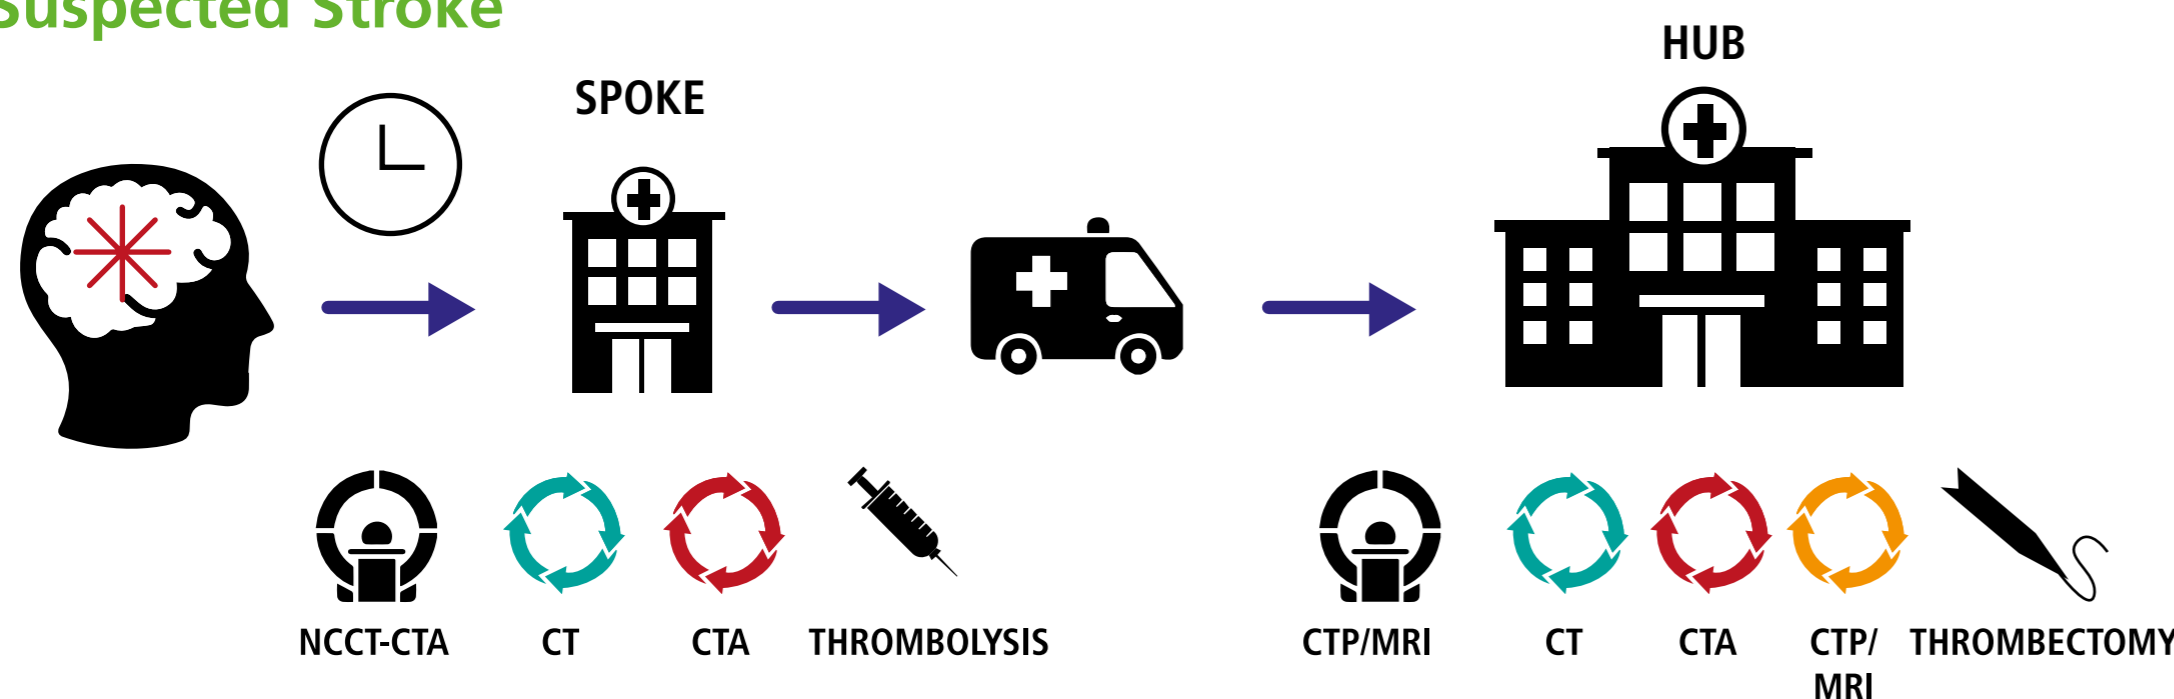 Suspected Stroke
SPOKE
HUB
NCCT-CTA
CT
CTA
THROMBOLYSIS
CTP/MRI
CT
CTA
CTP/
MRI
THROMBECTOMY